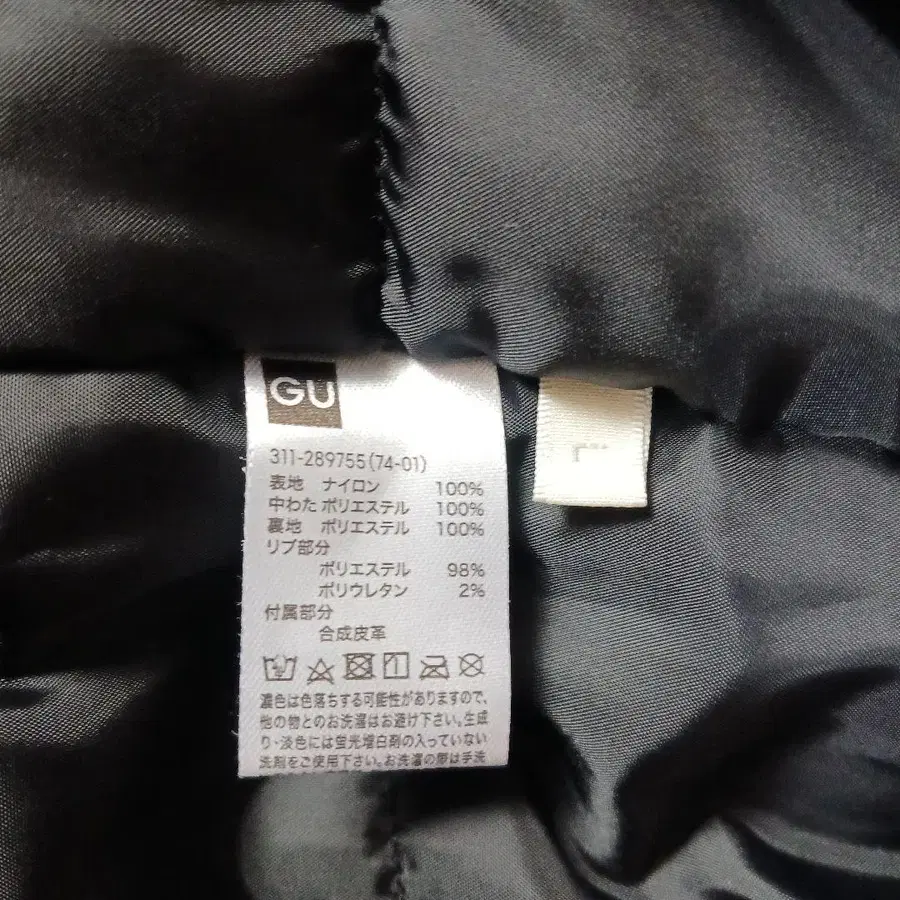 GU
311-289755(74-01)
表地 ナイロン 100%
中わた ポリエステル 100%
裏地 ポリエステル 100%
リブ部分
ポリエステル 98%
ポリウレタン 2%
付属部分
合成皮革
濃色は色落ちする可能性がありますので、
他の物とのお洗濯はお避け下さい。生成
り・淡色には蛍光増白剤の入っていない
洗剤をご使用下さい。お洗濯の際は手洗